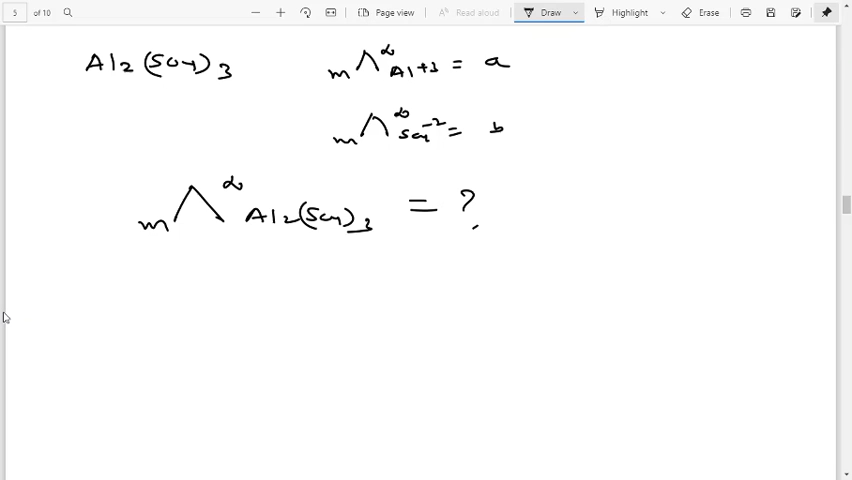 5 of 10 Page view Read aloud Draw Highlight Erase
Al2(SO4)3 m Λ∞ Al+3 = a
m Λ∞ SO4-2 = b
m Λ∞ Al2(SO4)3 = ?